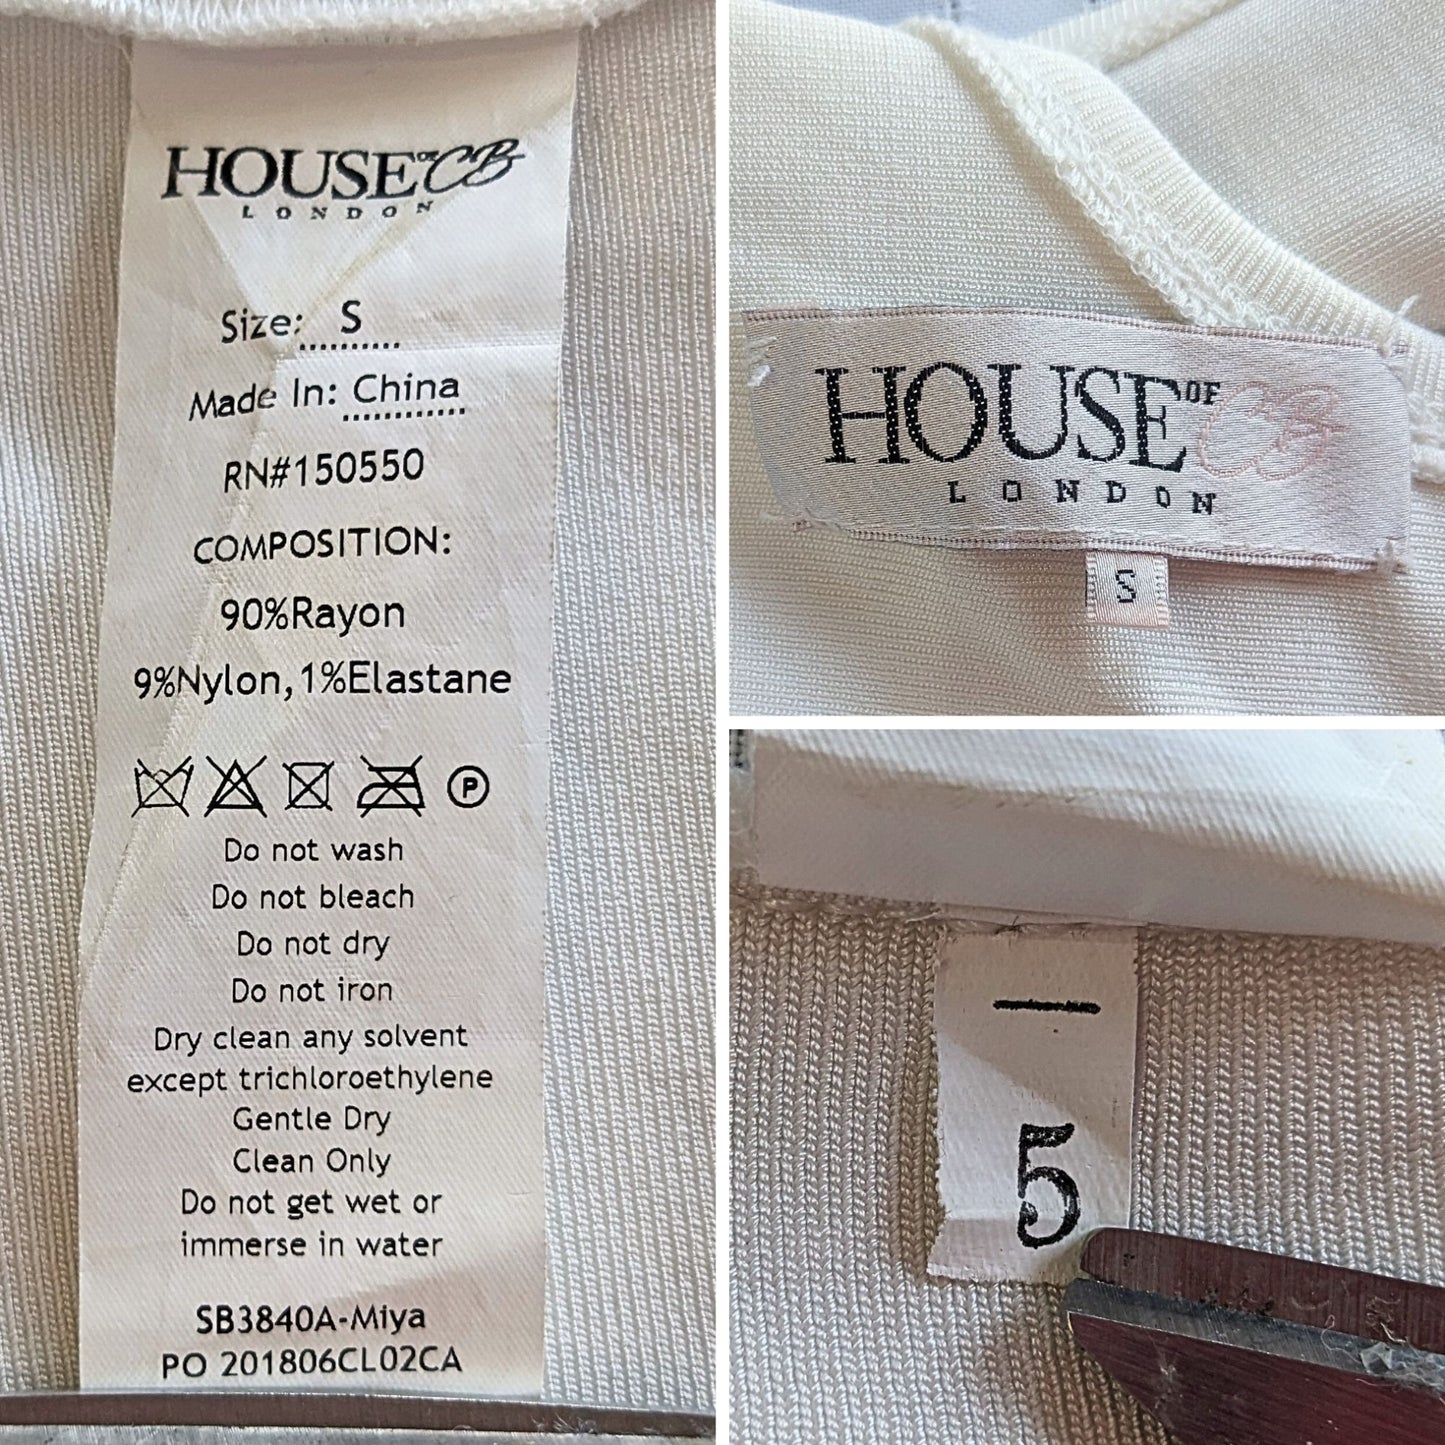 HOUSE OF CB
LONDON
Size: S
Made In: China
RN#150550
COMPOSITION:
90%Rayon
9%Nylon,1%Elastane
P
Do not wash
Do not bleach
Do not dry
Do not iron
Dry clean any solvent
except trichloroethylene
Gentle Dry
Clean Only
Do not get wet or
immerse in water
SB3840A-Miya
PO 201806CL02CA
HOUSE OF CB
LONDON
S
5